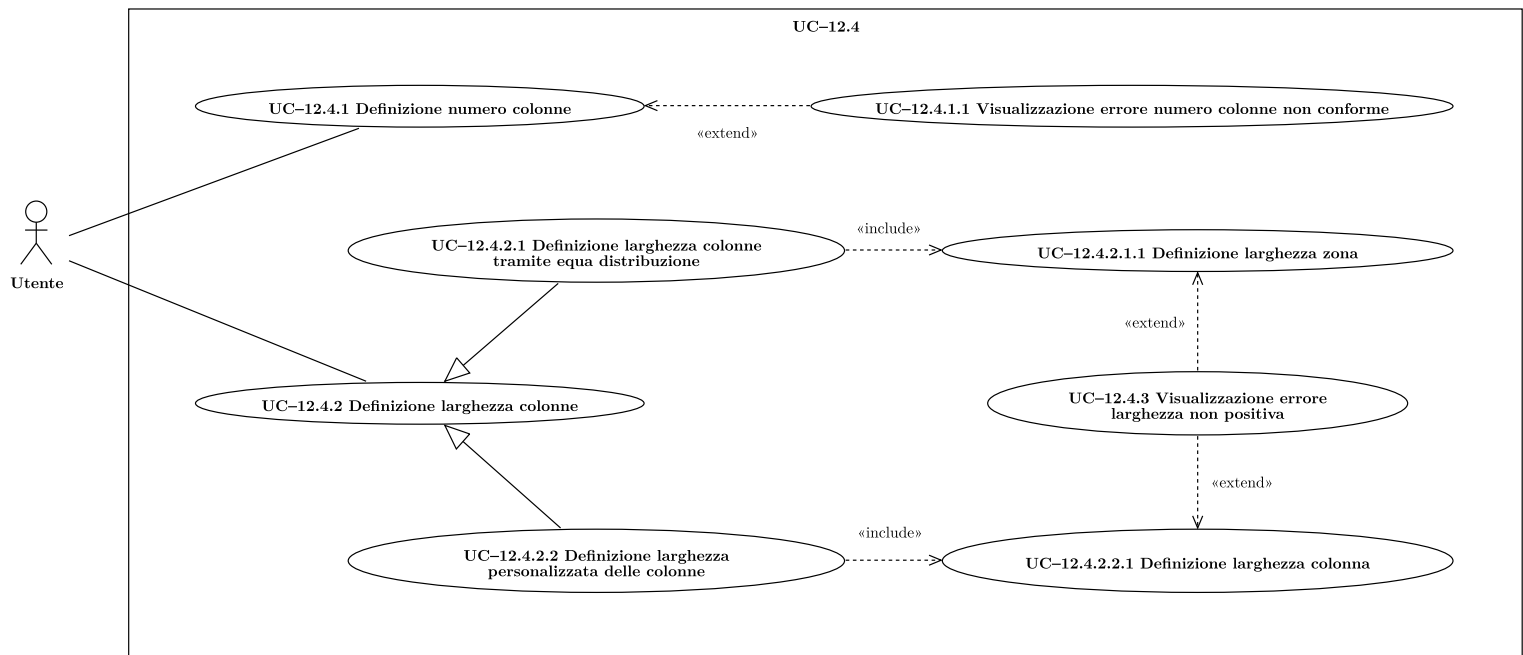 UC–12.4
UC–12.4.1 Definizione numero colonne
UC–12.4.1.1 Visualizzazione errore numero colonne non conforme
«extend»
UC–12.4.2.1 Definizione larghezza colonne
tramite equa distribuzione
«include»
UC–12.4.2.1.1 Definizione larghezza zona
Utente
«extend»
UC–12.4.2 Definizione larghezza colonne
UC–12.4.3 Visualizzazione errore
larghezza non positiva
«extend»
UC–12.4.2.2 Definizione larghezza
personalizzata delle colonne
«include»
UC–12.4.2.2.1 Definizione larghezza colonna